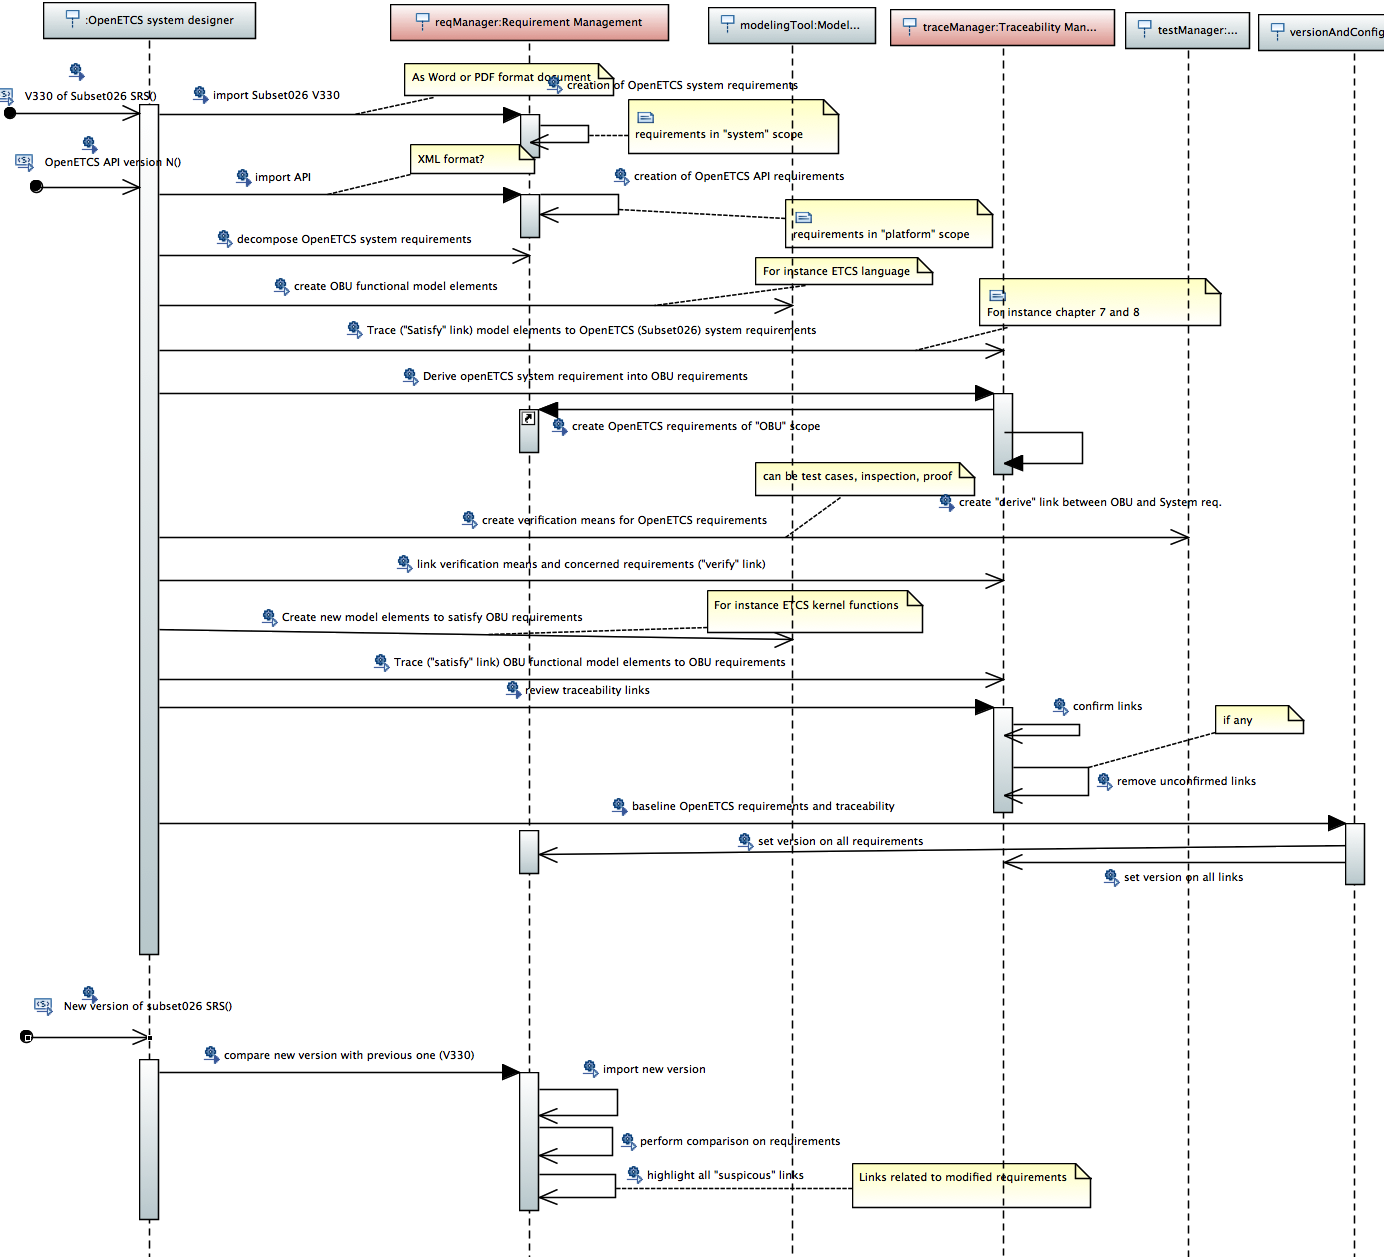 :OpenETCS system designer
reqManager:Requirement Management
modelingTool:Model...
traceManager:Traceability Man...
testManager:...
versionAndConfig
As Word or PDF format document
creation of OpenETCS system requirements
V330 of Subset026 SRS()
import Subset026 V330
requirements in "system" scope
OpenETCS API version N()
XML format?
import API
creation of OpenETCS API requirements
requirements in "platform" scope
decompose OpenETCS system requirements
For instance ETCS language
create OBU functional model elements
For instance chapter 7 and 8
Trace ("Satisfy" link) model elements to OpenETCS (Subset026) system requirements
Derive openETCS system requirement into OBU requirements
create OpenETCS requirements of "OBU" scope
can be test cases, inspection, proof
create "derive" link between OBU and System req.
create verification means for OpenETCS requirements
link verification means and concerned requirements ("verify" link)
For instance ETCS kernel functions
Create new model elements to satisfy OBU requirements
Trace ("satisfy" link) OBU functional model elements to OBU requirements
review traceability links
confirm links
if any
remove unconfirmed links
baseline OpenETCS requirements and traceability
set version on all requirements
set version on all links
New version of subset026 SRS()
compare new version with previous one (V330)
import new version
perform comparison on requirements
highlight all "suspicous" links
Links related to modified requirements